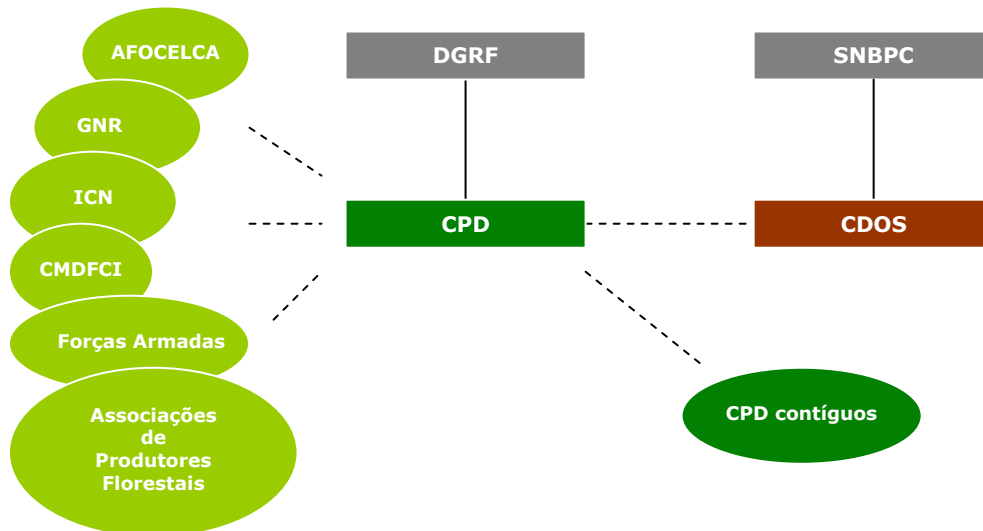 AFOCELCA
DGRF
SNBPC
GNR
ICN
CPD
CDOS
CMDFCI
Forças Armadas
Associações
de
Produtores
Florestais
CPD contíguos